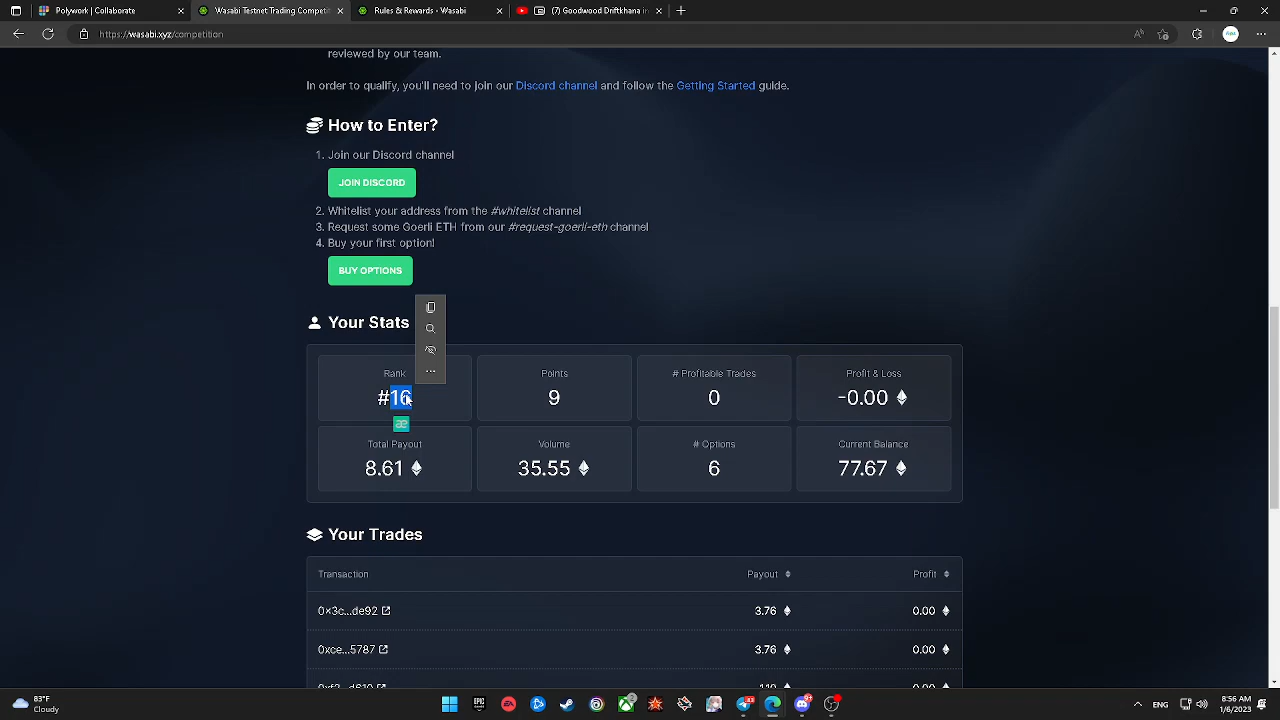 Polywork | Collaborate
Wasabi Testnet Trading Competit
Rules & Rewards - Wasabi
(7) Goodwood Driftkhana in
https://wasabi.xyz/competition
reviewed by our team.
In order to qualify, you'll need to join our Discord channel and follow the Getting Started guide.
How to Enter?
1. Join our Discord channel
JOIN DISCORD
2. Whitelist your address from the #whitelist channel
3. Request some Goerli ETH from our #request-goerli-eth channel
4. Buy your first option!
BUY OPTIONS
Your Stats
Rank
Points
# Profitable Trades
Profit & Loss
#16
9
0
-0.00
æ
Total Payout
Volume
# Options
Current Balance
8.61
35.55
6
77.67
Your Trades
Transaction
Payout
Profit
0x3c...de92
3.76
0.00
0xce...5787
3.76
0.00
83°F
Cloudy
ENG
8:56 AM
1/6/2023